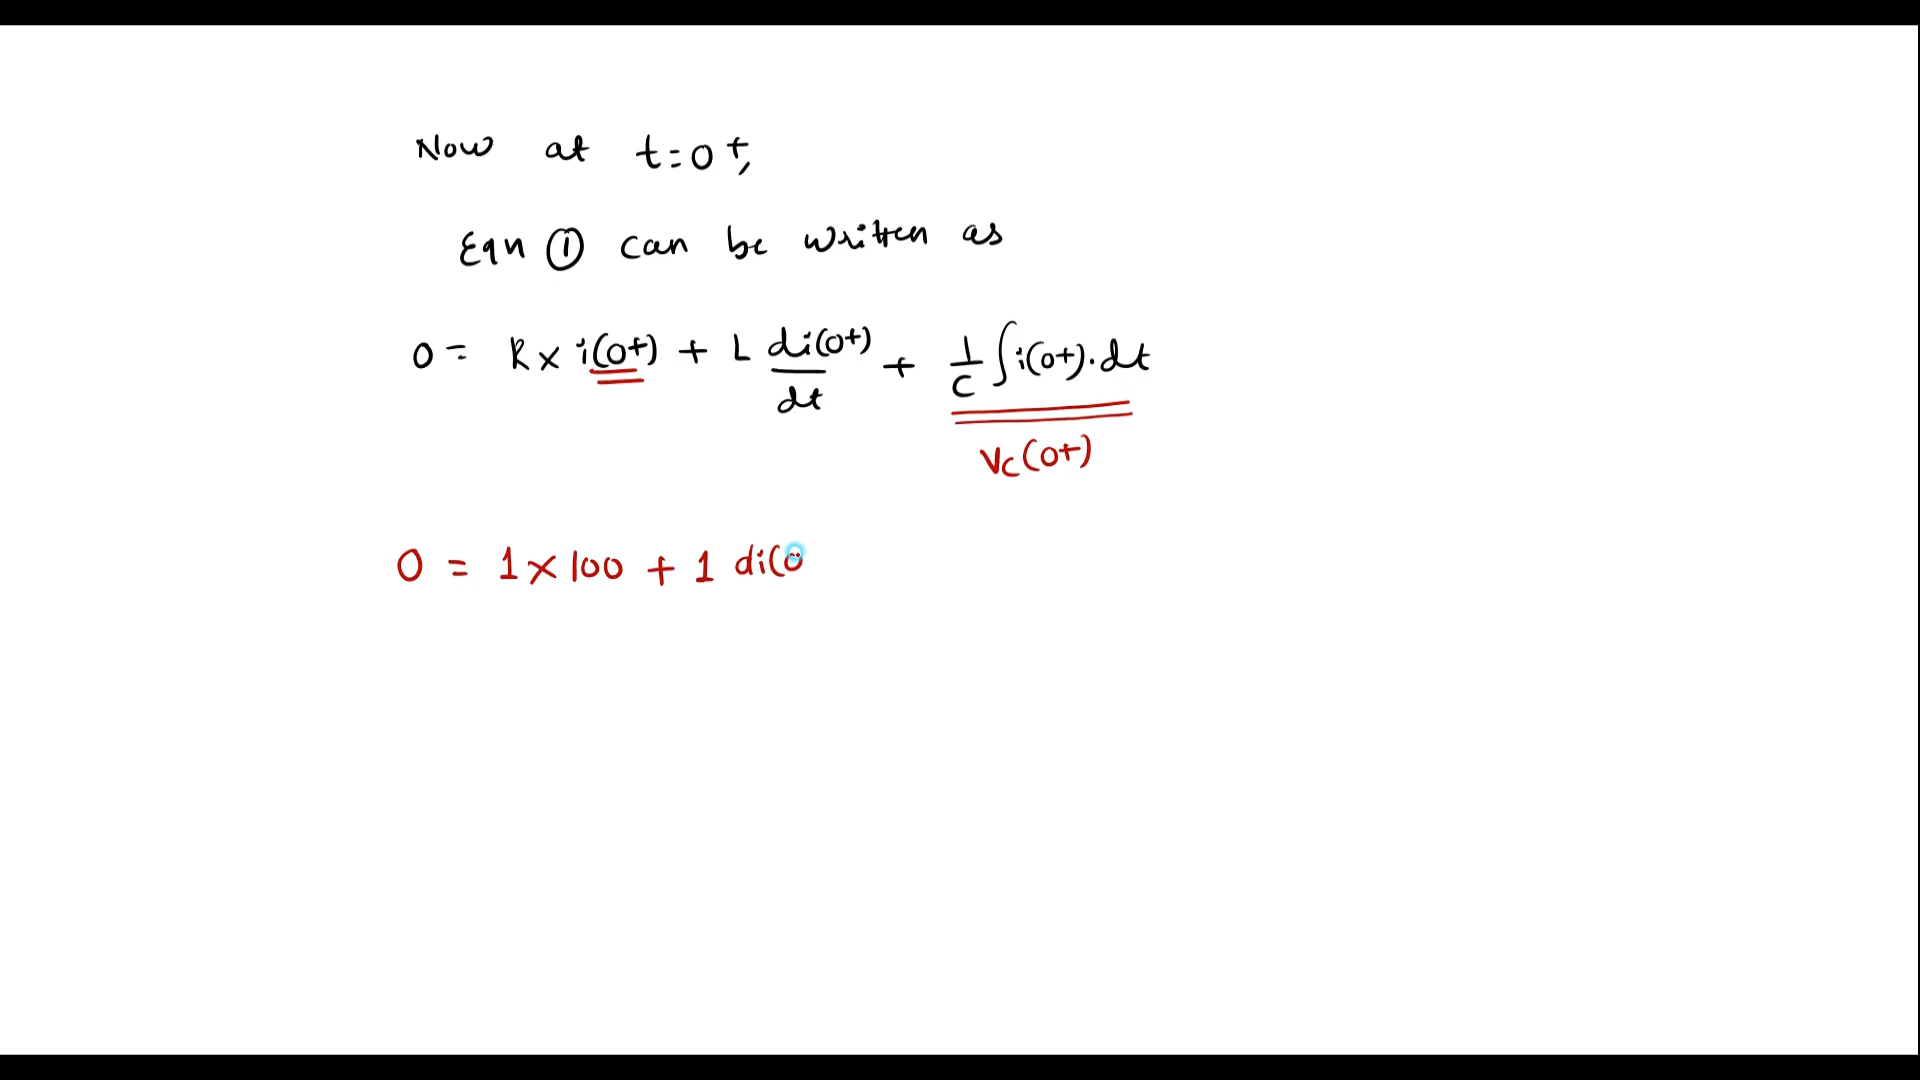 Now at t=0+,
Eqn ① can be written as
0 = R x i(0+) + L di(0+)/dt + 1/C ∫i(0+).dt
Vc(0+)
0 = 1 x 100 + 1 di(0